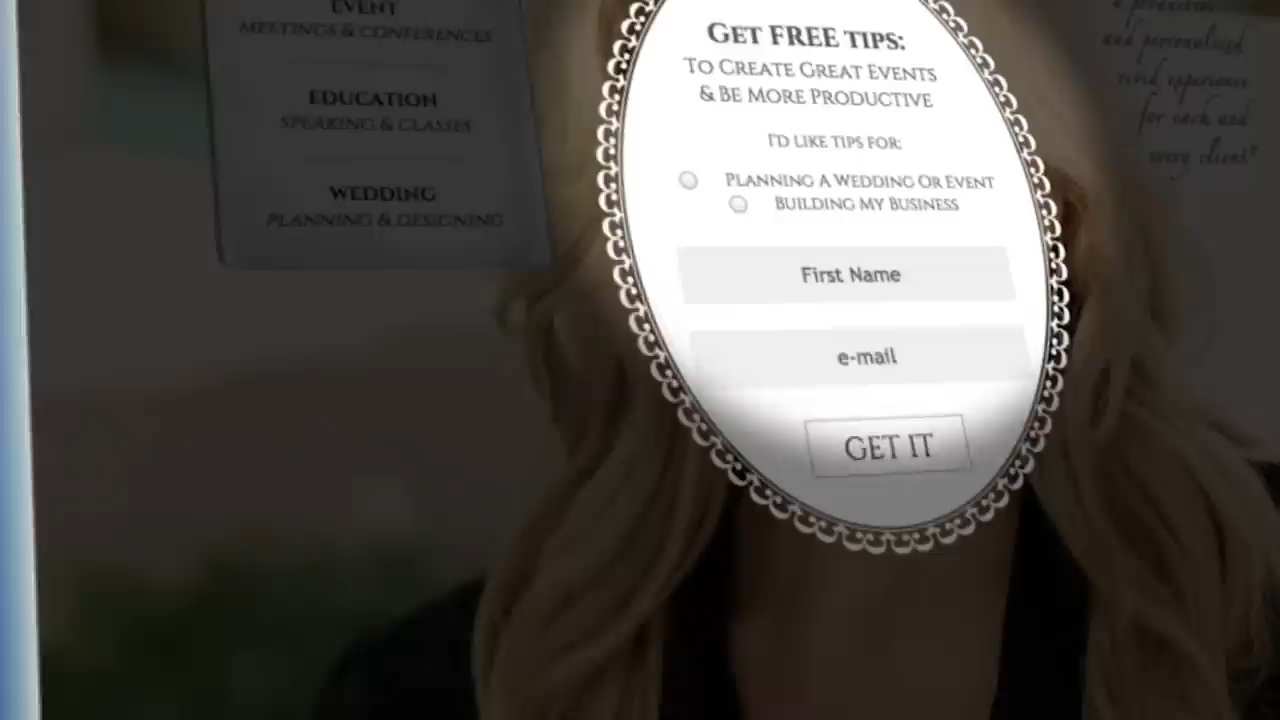 EVENT
MEETINGS & CONFERENCES
EDUCATION
SPEAKING & CLASSES
WEDDING
PLANNING & DESIGNING
GET FREE TIPS:
TO CREATE GREAT EVENTS
& BE MORE PRODUCTIVE
I'D LIKE TIPS FOR:
PLANNING A WEDDING OR EVENT
BUILDING MY BUSINESS
First Name
e-mail
GET IT
and personalized
vivid experience
for each and
every client"